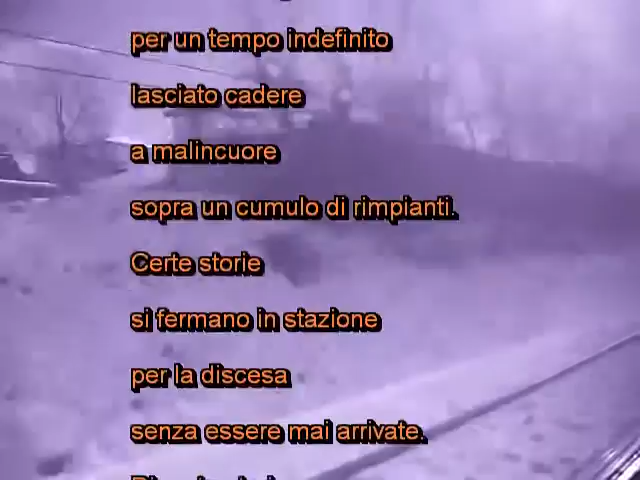 per un tempo indefinito
lasciato cadere
a malincuore
sopra un cumulo di rimpianti.
Certe storie
si fermano in stazione
per la discesa
senza essere mai arrivate.